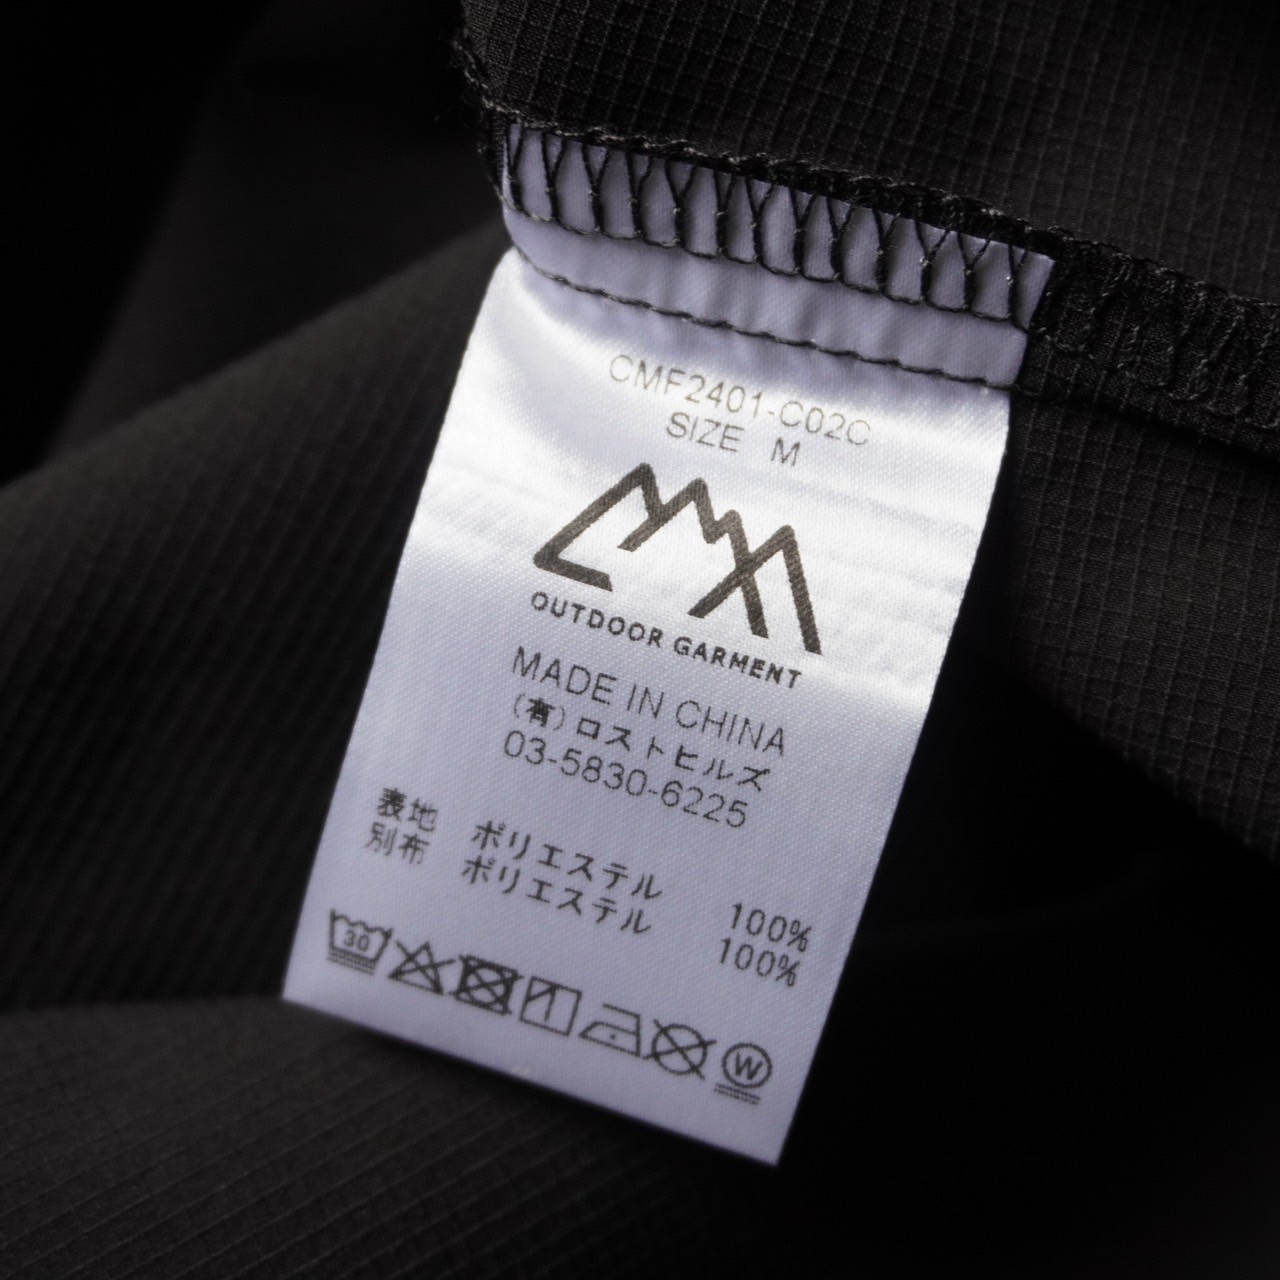 CMF2401-C02C
SIZE M
OUTDOOR GARMENT
MADE IN CHINA
(有)ロストヒルズ
03-5830-6225
表地 ポリエステル 100%
別布 ポリエステル 100%
30
W